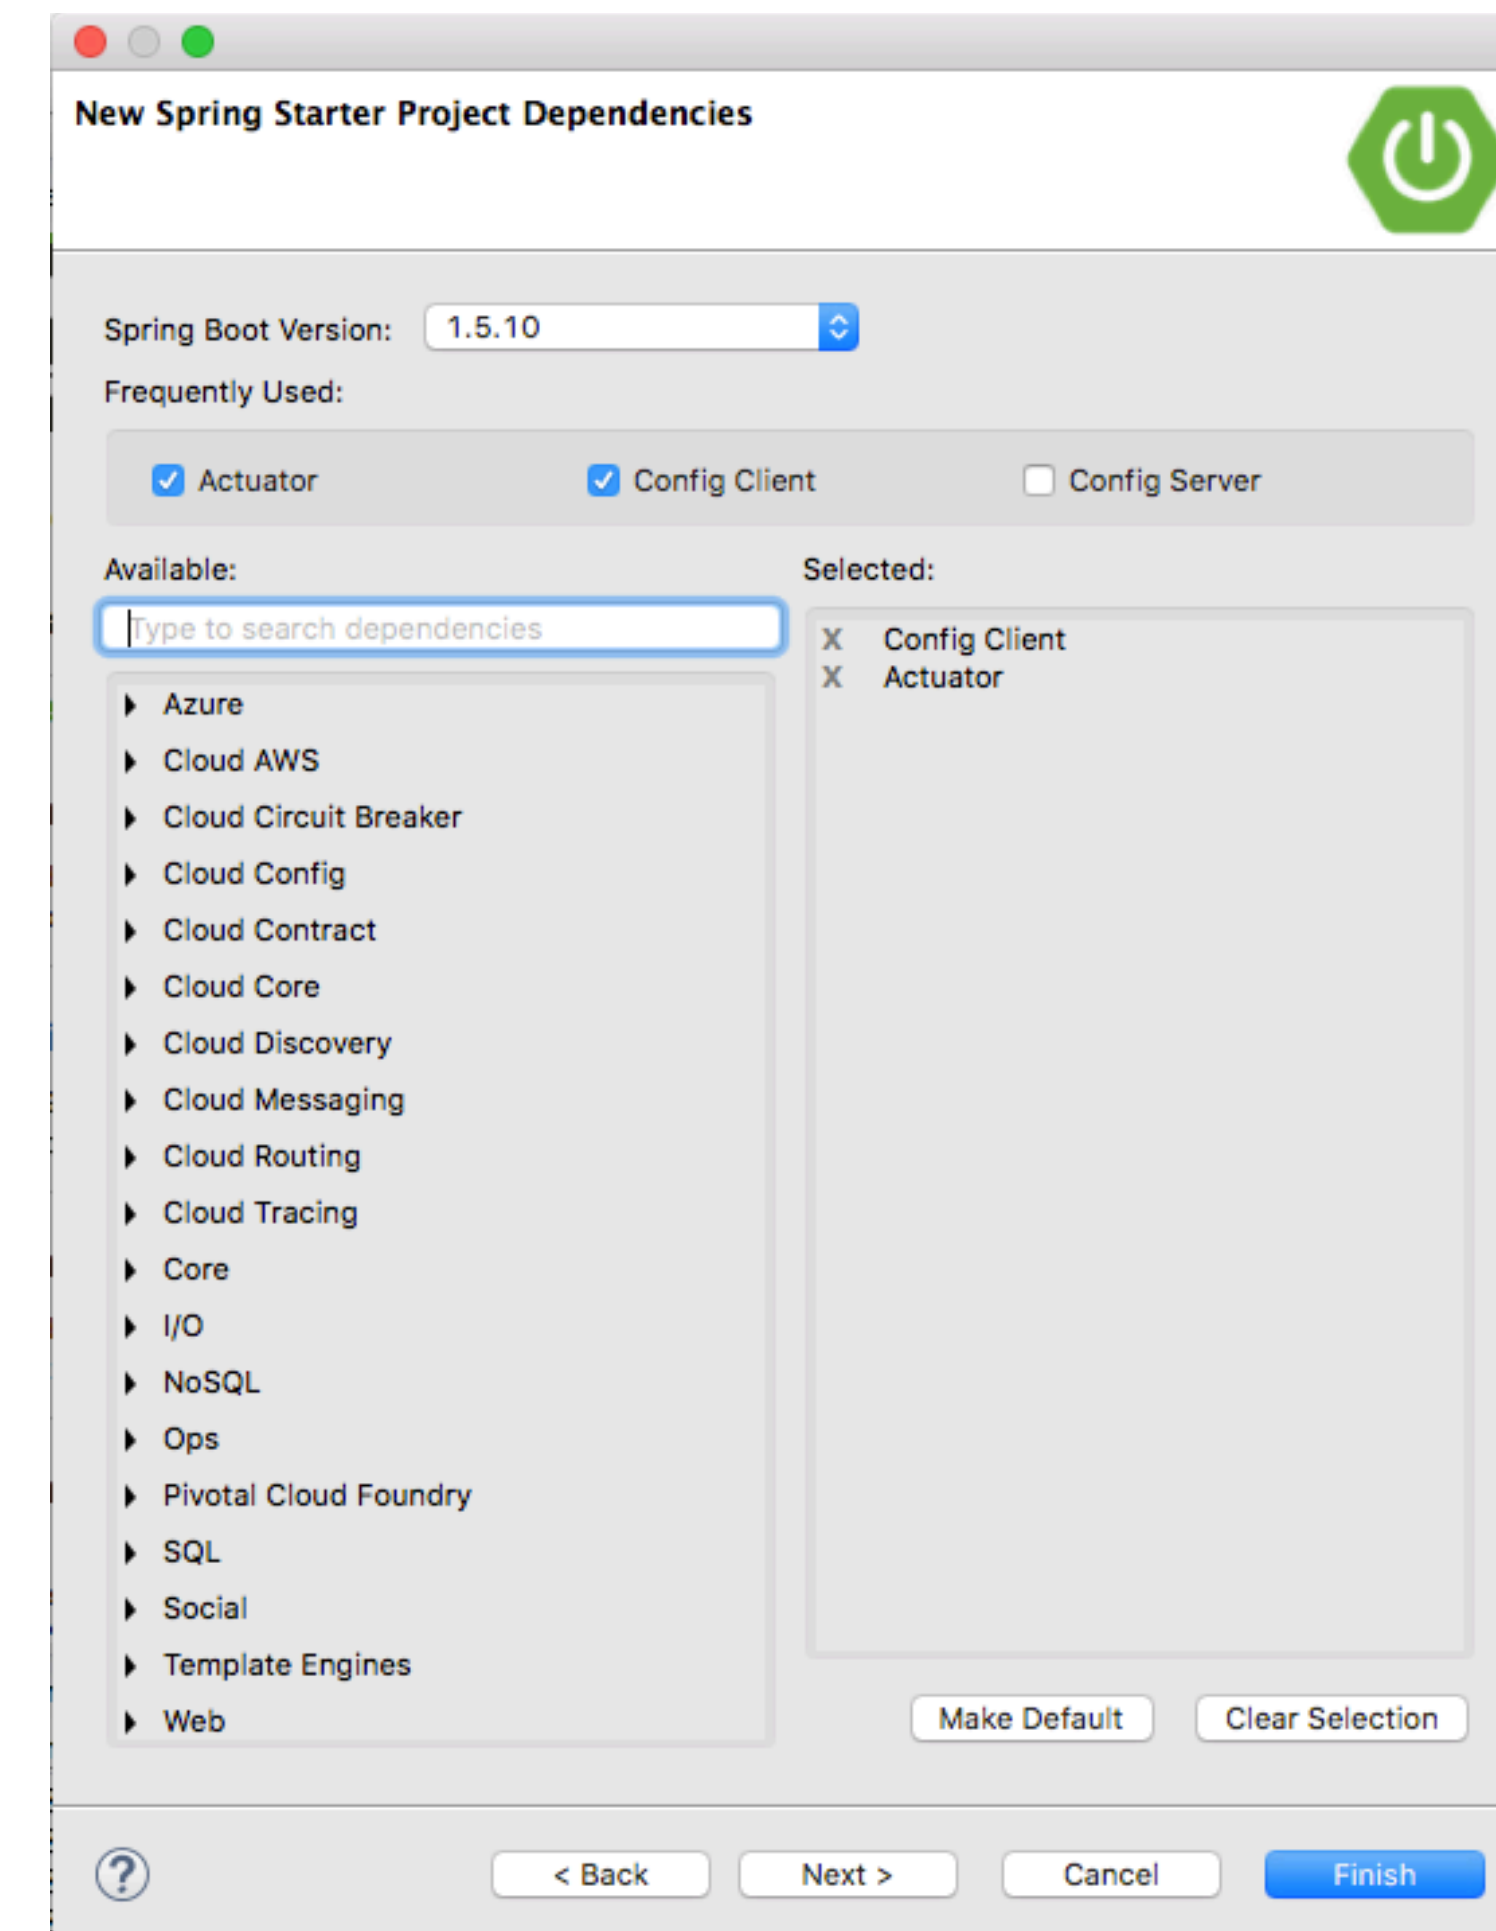 New Spring Starter Project Dependencies
Spring Boot Version: 1.5.10
Frequently Used:
Actuator Config Client Config Server
Available:
Type to search dependencies
Azure
Cloud AWS
Cloud Circuit Breaker
Cloud Config
Cloud Contract
Cloud Core
Cloud Discovery
Cloud Messaging
Cloud Routing
Cloud Tracing
Core
I/O
NoSQL
Ops
Pivotal Cloud Foundry
SQL
Social
Template Engines
Web
Selected:
X Config Client
X Actuator
Make Default Clear Selection
? < Back Next > Cancel Finish